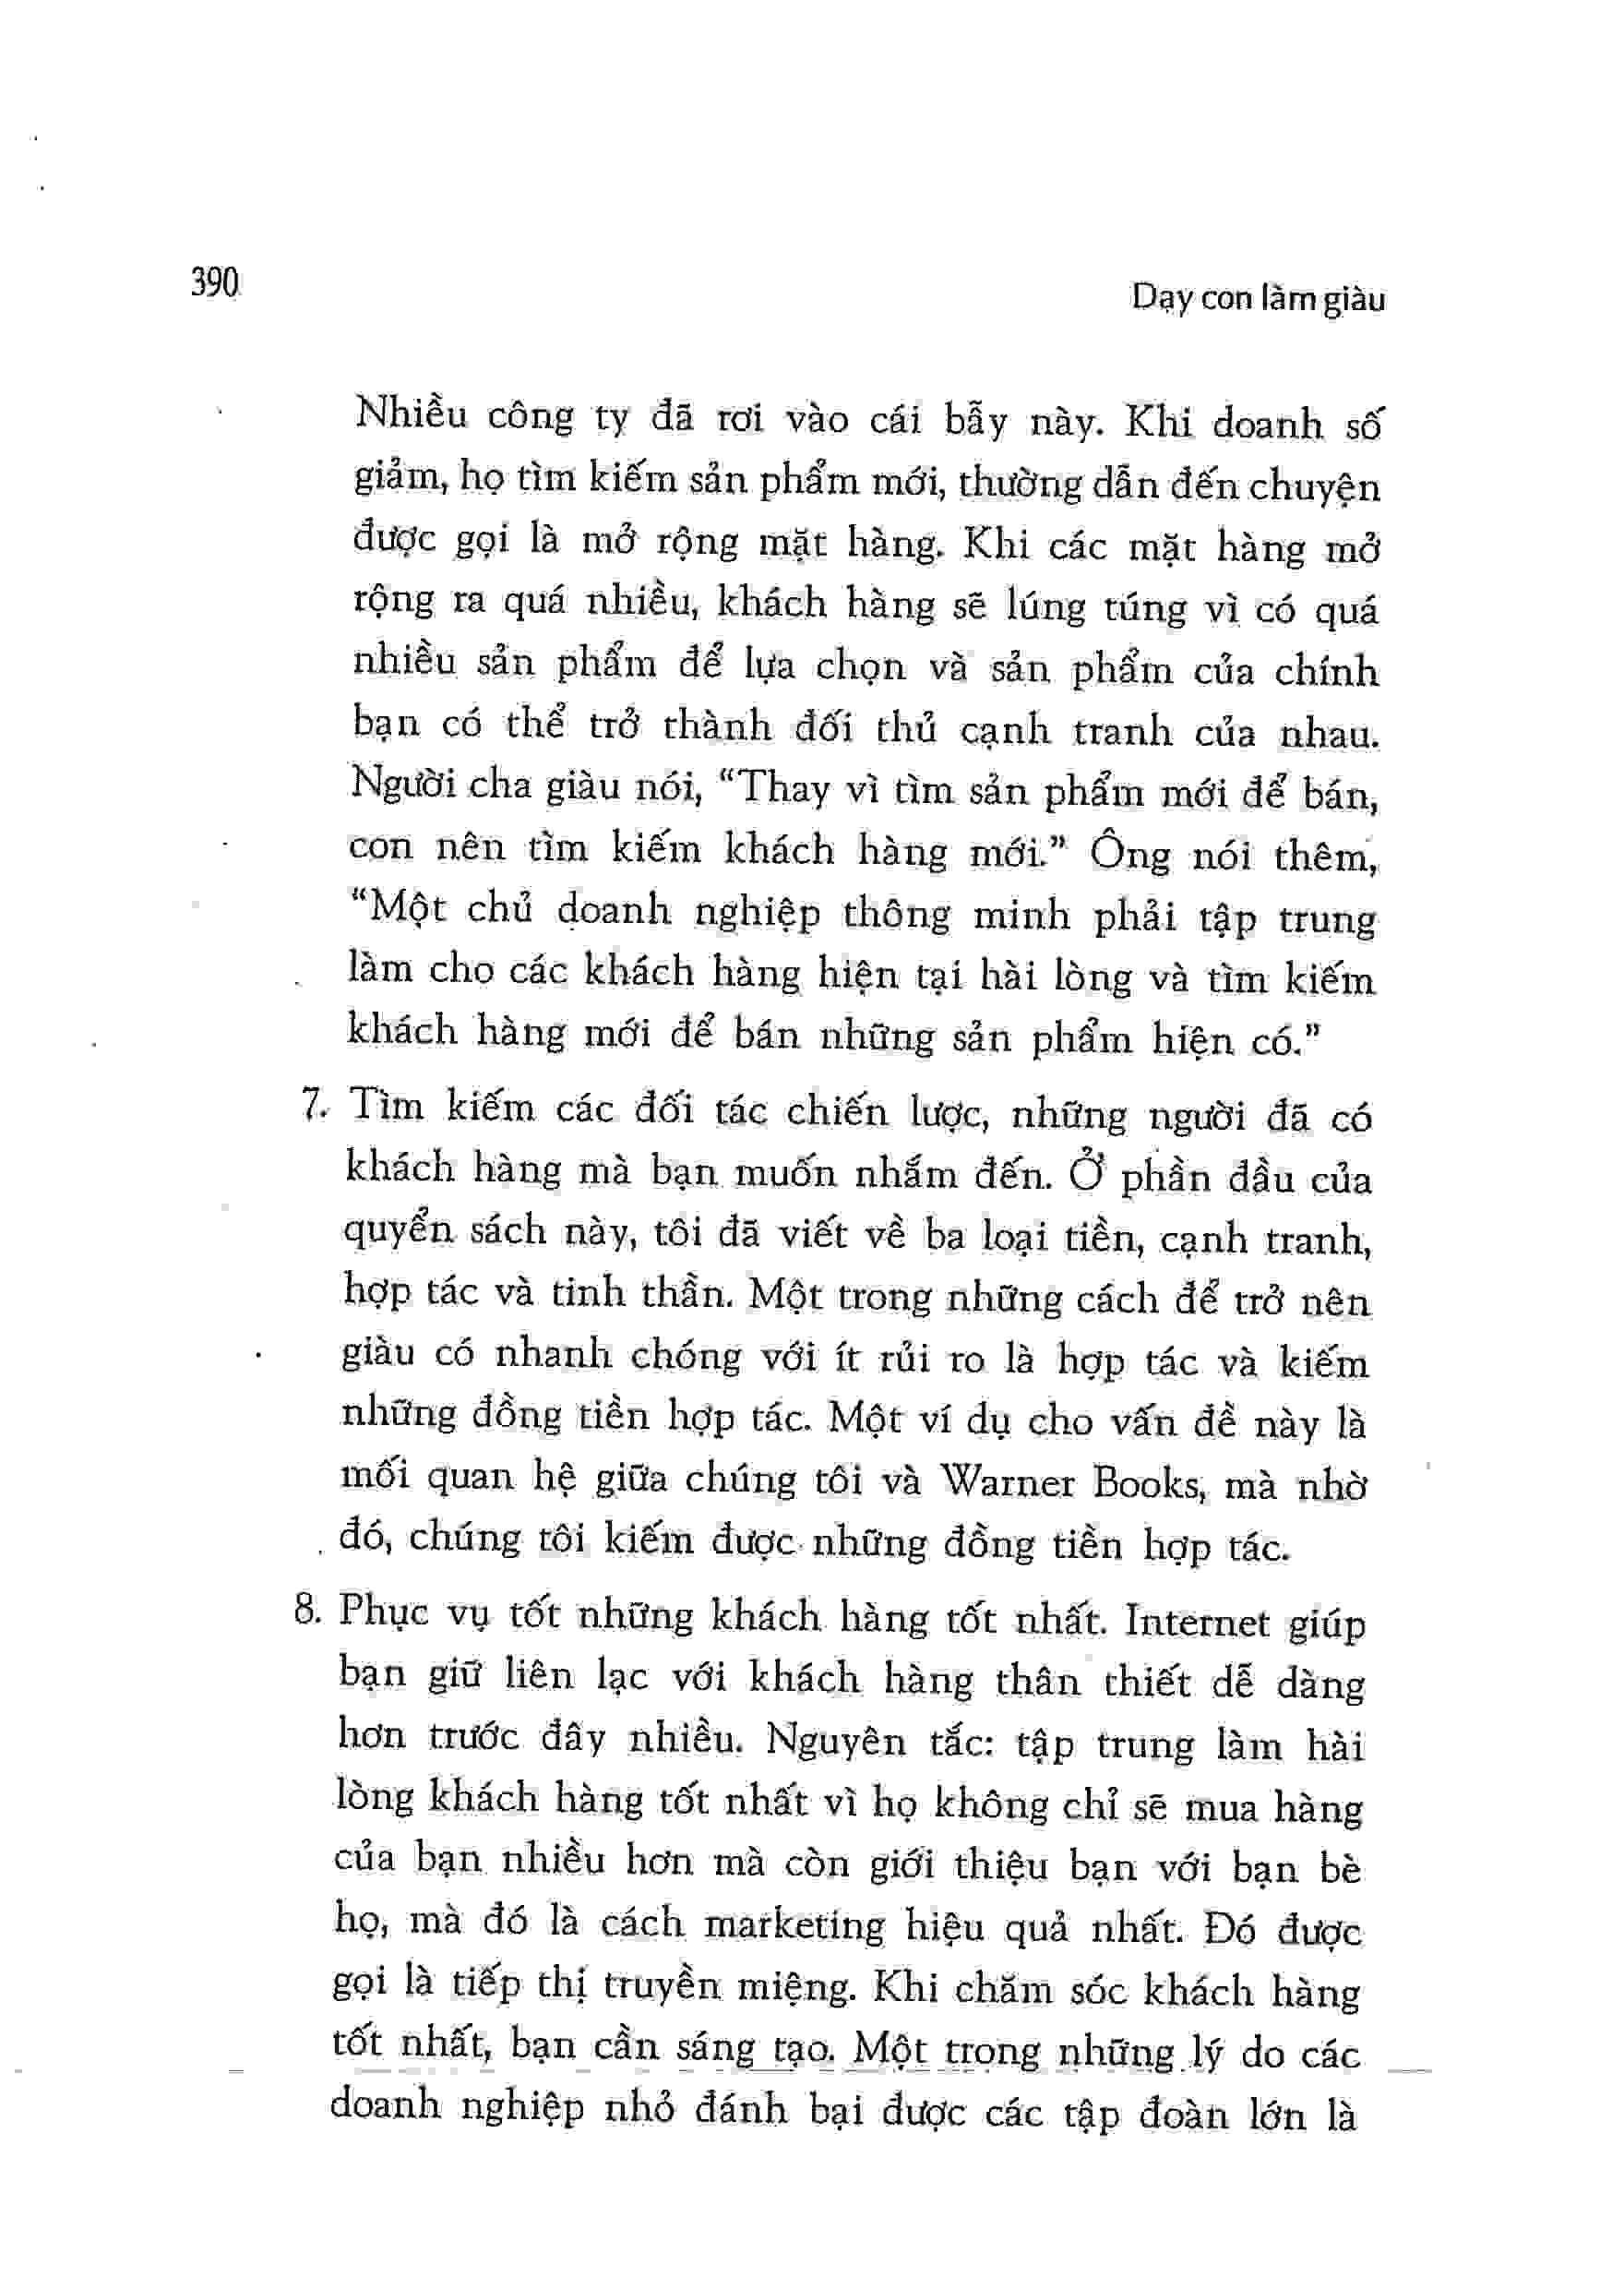 390
Dạy con làm giàu
Nhiều công ty đã rơi vào cái bẫy này. Khi doanh số
giảm, họ tìm kiếm sản phẩm mới, thường dẫn đến chuyện
được gọi là mở rộng mặt hàng. Khi các mặt hàng mở
rộng ra quá nhiều, khách hàng sẽ lúng túng vì có quá
nhiều sản phẩm để lựa chọn và sản phẩm của chính
bạn có thể trở thành đối thủ cạnh tranh của nhau.
Người cha giàu nói, “Thay vì tìm sản phẩm mới để bán,
con nên tìm kiếm khách hàng mới.” Ông nói thêm,
“Một chủ doanh nghiệp thông minh phải tập trung
làm cho các khách hàng hiện tại hài lòng và tìm kiếm
khách hàng mới để bán những sản phẩm hiện có.”
7. Tìm kiếm các đối tác chiến lược, những người đã có
khách hàng mà bạn muốn nhắm đến. Ở phần đầu của
quyển sách này, tôi đã viết về ba loại tiền, cạnh tranh,
hợp tác và tinh thần. Một trong những cách để trở nên
giàu có nhanh chóng với ít rủi ro là hợp tác và kiếm
những đồng tiền hợp tác. Một ví dụ cho vấn đề này là
mối quan hệ giữa chúng tôi và Warner Books, mà nhờ
đó, chúng tôi kiếm được những đồng tiền hợp tác.
8. Phục vụ tốt những khách hàng tốt nhất. Internet giúp
bạn giữ liên lạc với khách hàng thân thiết dễ dàng
hơn trước đây nhiều. Nguyên tắc: tập trung làm hài
lòng khách hàng tốt nhất vì họ không chỉ sẽ mua hàng
của bạn nhiều hơn mà còn giới thiệu bạn với bạn bè
họ, mà đó là cách marketing hiệu quả nhất. Đó được
gọi là tiếp thị truyền miệng. Khi chăm sóc khách hàng
tốt nhất, bạn cần sáng tạo. Một trong những lý do các
doanh nghiệp nhỏ đánh bại được các tập đoàn lớn là